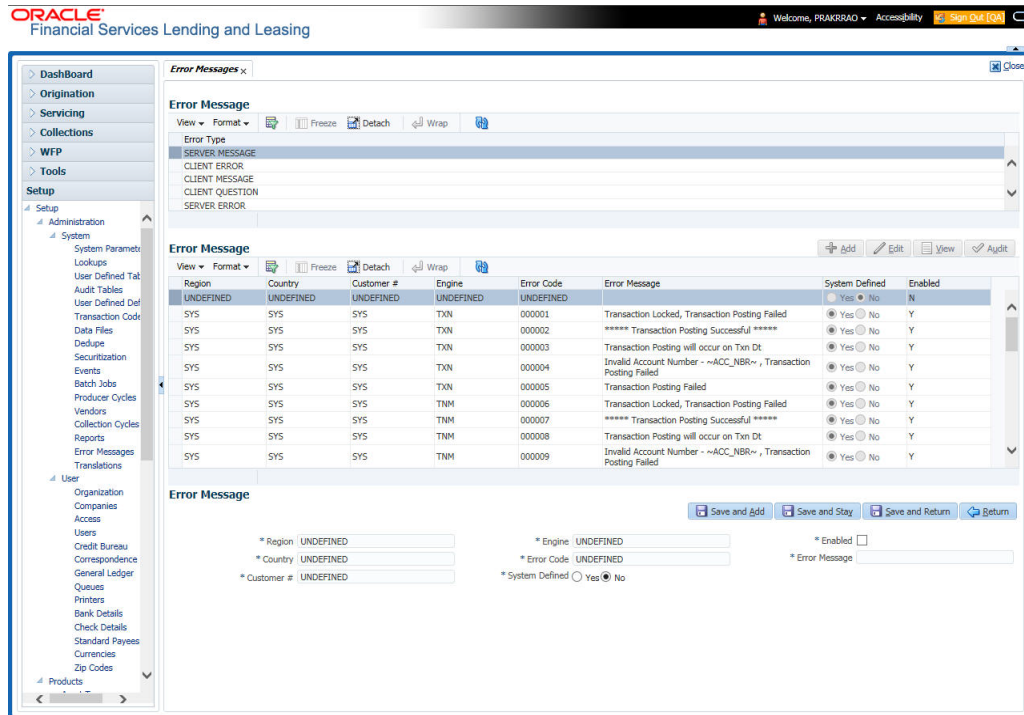 ORACLE
Financial Services Lending and Leasing
Welcome, PRAKRRAO Accessibility Sign Out [QA]
Close
DashBoard
Origination
Servicing
Collections
WFP
Tools
Setup
Setup
Administration
System
System Paramete
Lookups
User Defined Tab
Audit Tables
User Defined Def
Transaction Code
Data Files
Dedupe
Securitization
Events
Batch Jobs
Producer Cycles
Vendors
Collection Cycles
Reports
Error Messages
Translations
User
Organization
Companies
Access
Users
Credit Bureau
Correspondence
General Ledger
Queues
Printers
Bank Details
Check Details
Standard Payees
Currencies
Zip Codes
Products
Error Messages x
Error Message
View Format Freeze Detach Wrap
Error Type
SERVER MESSAGE
CLIENT ERROR
CLIENT MESSAGE
CLIENT QUESTION
SERVER ERROR
Error Message
Add Edit View Audit
View Format Freeze Detach Wrap
Region Country Customer # Engine Error Code Error Message System Defined Enabled
UNDEFINED UNDEFINED UNDEFINED UNDEFINED UNDEFINED Yes No N
SYS SYS SYS TXN 000001 Transaction Locked, Transaction Posting Failed Yes No Y
SYS SYS SYS TXN 000002 ***** Transaction Posting Successful ***** Yes No Y
SYS SYS SYS TXN 000003 Transaction Posting will occur on Txn Dt Yes No Y
SYS SYS SYS TXN 000004 Invalid Account Number - ~ACC_NBR~ , Transaction Posting Failed Yes No Y
SYS SYS SYS TXN 000005 Transaction Posting Failed Yes No Y
SYS SYS SYS TNM 000006 Transaction Locked, Transaction Posting Failed Yes No Y
SYS SYS SYS TNM 000007 ***** Transaction Posting Successful ***** Yes No Y
SYS SYS SYS TNM 000008 Transaction Posting will occur on Txn Dt Yes No Y
SYS SYS SYS TNM 000009 Invalid Account Number - ~ACC_NBR~ , Transaction Posting Failed Yes No Y
Error Message
Save and Add Save and Stay Save and Return Return
* Region UNDEFINED * Engine UNDEFINED * Enabled
* Country UNDEFINED * Error Code UNDEFINED * Error Message
* Customer # UNDEFINED * System Defined Yes No